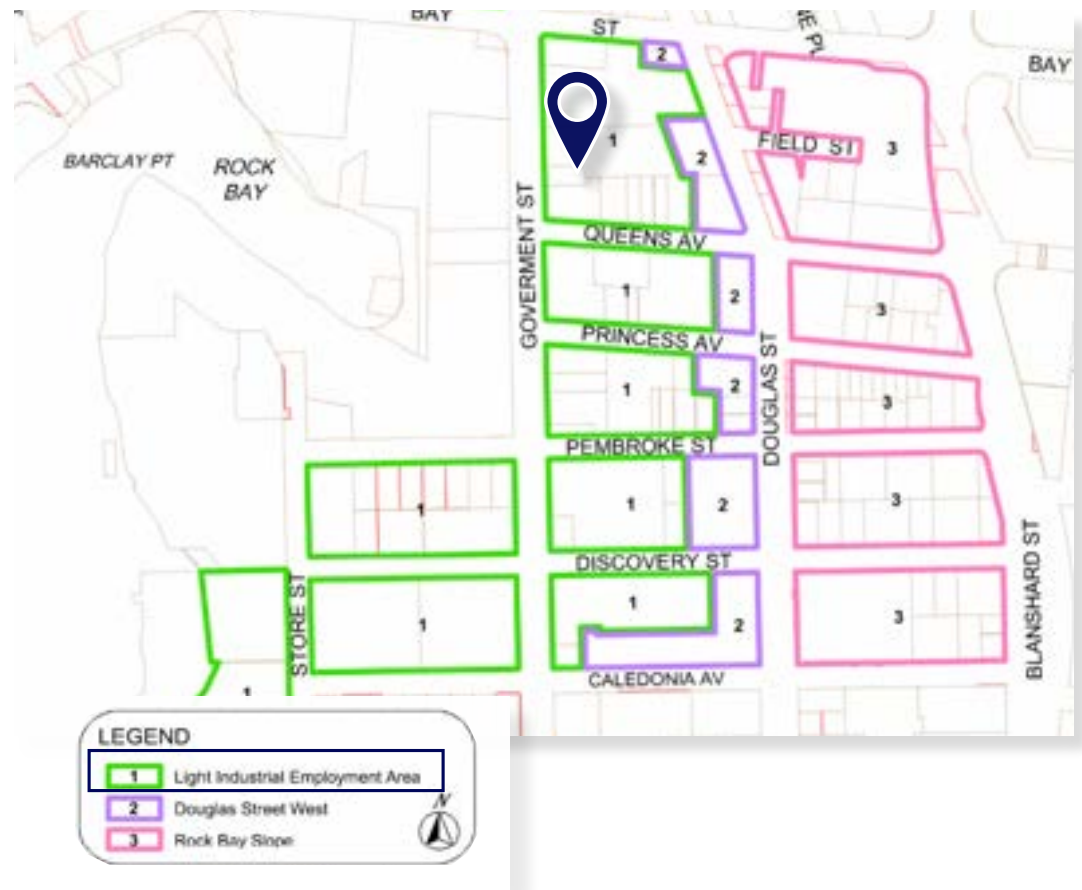 BAY
ST
NE PL
BAY
2
1
2
FIELD ST
3
BARCLAY PT
ROCK
BAY
GOVERMENT ST
QUEENS AV
1
2
3
PRINCESS AV
DOUGLAS ST
1
2
3
PEMBROKE ST
1
1
2
3
DISCOVERY ST
STORE ST
1
1
2
3
BLANSHARD ST
CALEDONIA AV
1
LEGEND
1 Light Industrial Employment Area
2 Douglas Street West
3 Rock Bay Slope
N